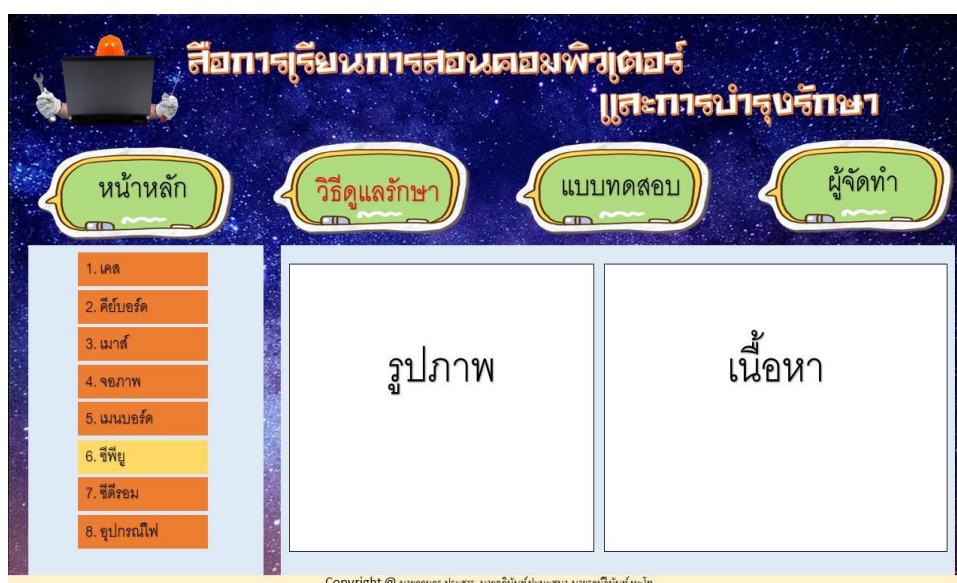 สื่อการเรียนการสอนคอมพิวเตอร์
และการบำรุงรักษา
หน้าหลัก
วิธีดูแลรักษา
แบบทดสอบ
ผู้จัดทำ
1. เคส
2. คีย์บอร์ด
3. เมาส์
4. จอภาพ
5. เมนบอร์ด
6. ซีพียู
7. ซีดีรอม
8. อุปกรณ์ไฟ
รูปภาพ
เนื้อหา
Copyright @